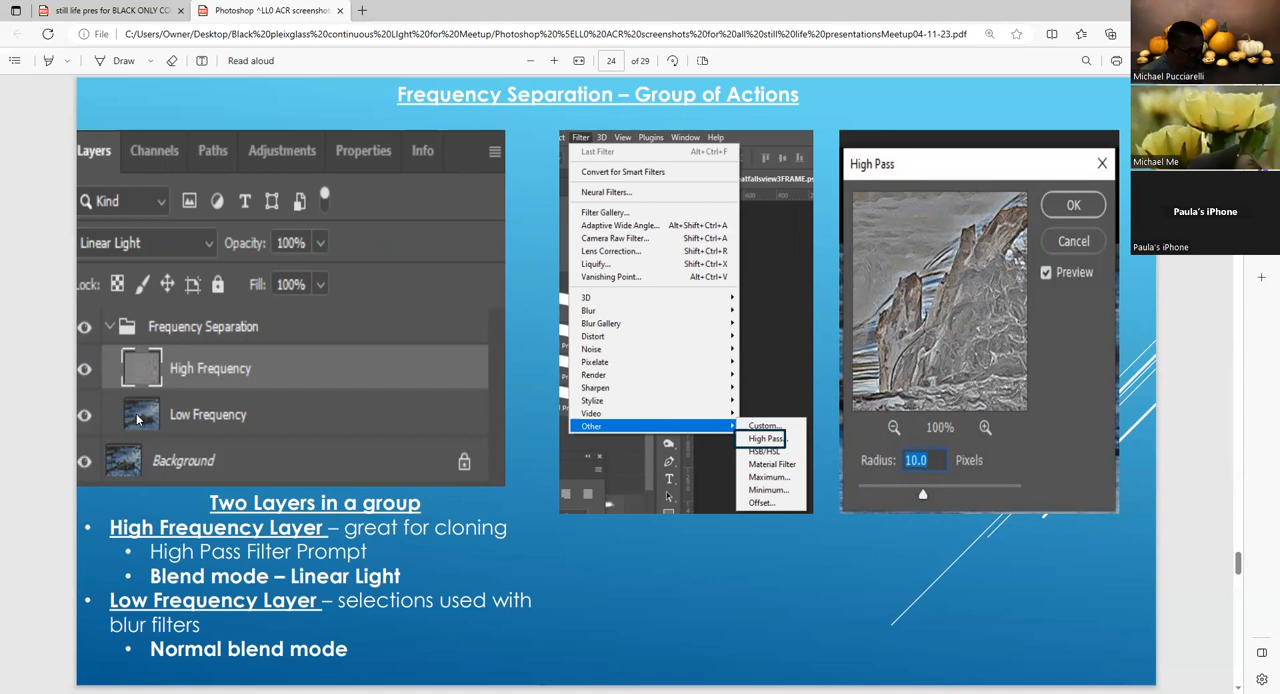 still life pres for BLACK ONLY CO
Photoshop ^LL0 ACR screenshots
File
C:/Users/Owner/Desktop/Black%20pleixglass%20continuous%20LIght%20for%20Meetup/Photoshop%20%5ELL0%20ACR%20screenshots%20for%20all%20still%20life%20presentationsMeetup04-11-23.pdf
Draw
Read aloud
24
of 29
Frequency Separation – Group of Actions
Layers
Channels
Paths
Adjustments
Properties
Info
Kind
Linear Light
Opacity:
100%
Lock:
Fill:
100%
Frequency Separation
High Frequency
Low Frequency
Background
Two Layers in a group
• High Frequency Layer – great for cloning
• High Pass Filter Prompt
• Blend mode – Linear Light
• Low Frequency Layer – selections used with
blur filters
• Normal blend mode
Filter 3D View Plugins Window Help
Last Filter Alt+Ctrl+F
Convert for Smart Filters
Neural Filters...
Filter Gallery...
Adaptive Wide Angle... Alt+Shift+Ctrl+A
Camera Raw Filter... Shift+Ctrl+A
Lens Correction... Shift+Ctrl+R
Liquify... Shift+Ctrl+X
Vanishing Point... Alt+Ctrl+V
3D
Blur
Blur Gallery
Distort
Noise
Pixelate
Render
Sharpen
Stylize
Video
Other
Custom...
High Pass...
HSB/HSL
Material Filter
Maximum...
Minimum...
Offset...
eatfallsview3FRAME.ps
High Pass
OK
Cancel
Preview
100%
Radius: 10.0 Pixels
Michael Pucciarelli
Michael Me
Paula's iPhone
Paula's iPhone